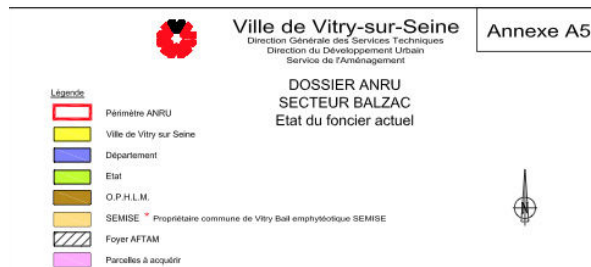 Ville de Vitry-sur-Seine
Direction Générale des Services Techniques
Direction du Développement Urbain
Service de l'Aménagement
Annexe A5
DOSSIER ANRU
SECTEUR BALZAC
Etat du foncier actuel
Légende
Périmètre ANRU
Ville de Vitry sur Seine
Département
Etat
O.P.H.L.M.
SEMISE * Propriétaire commune de Vitry Bail emphytéotique SEMISE
Foyer AFTAM
Parcelles à acquérir